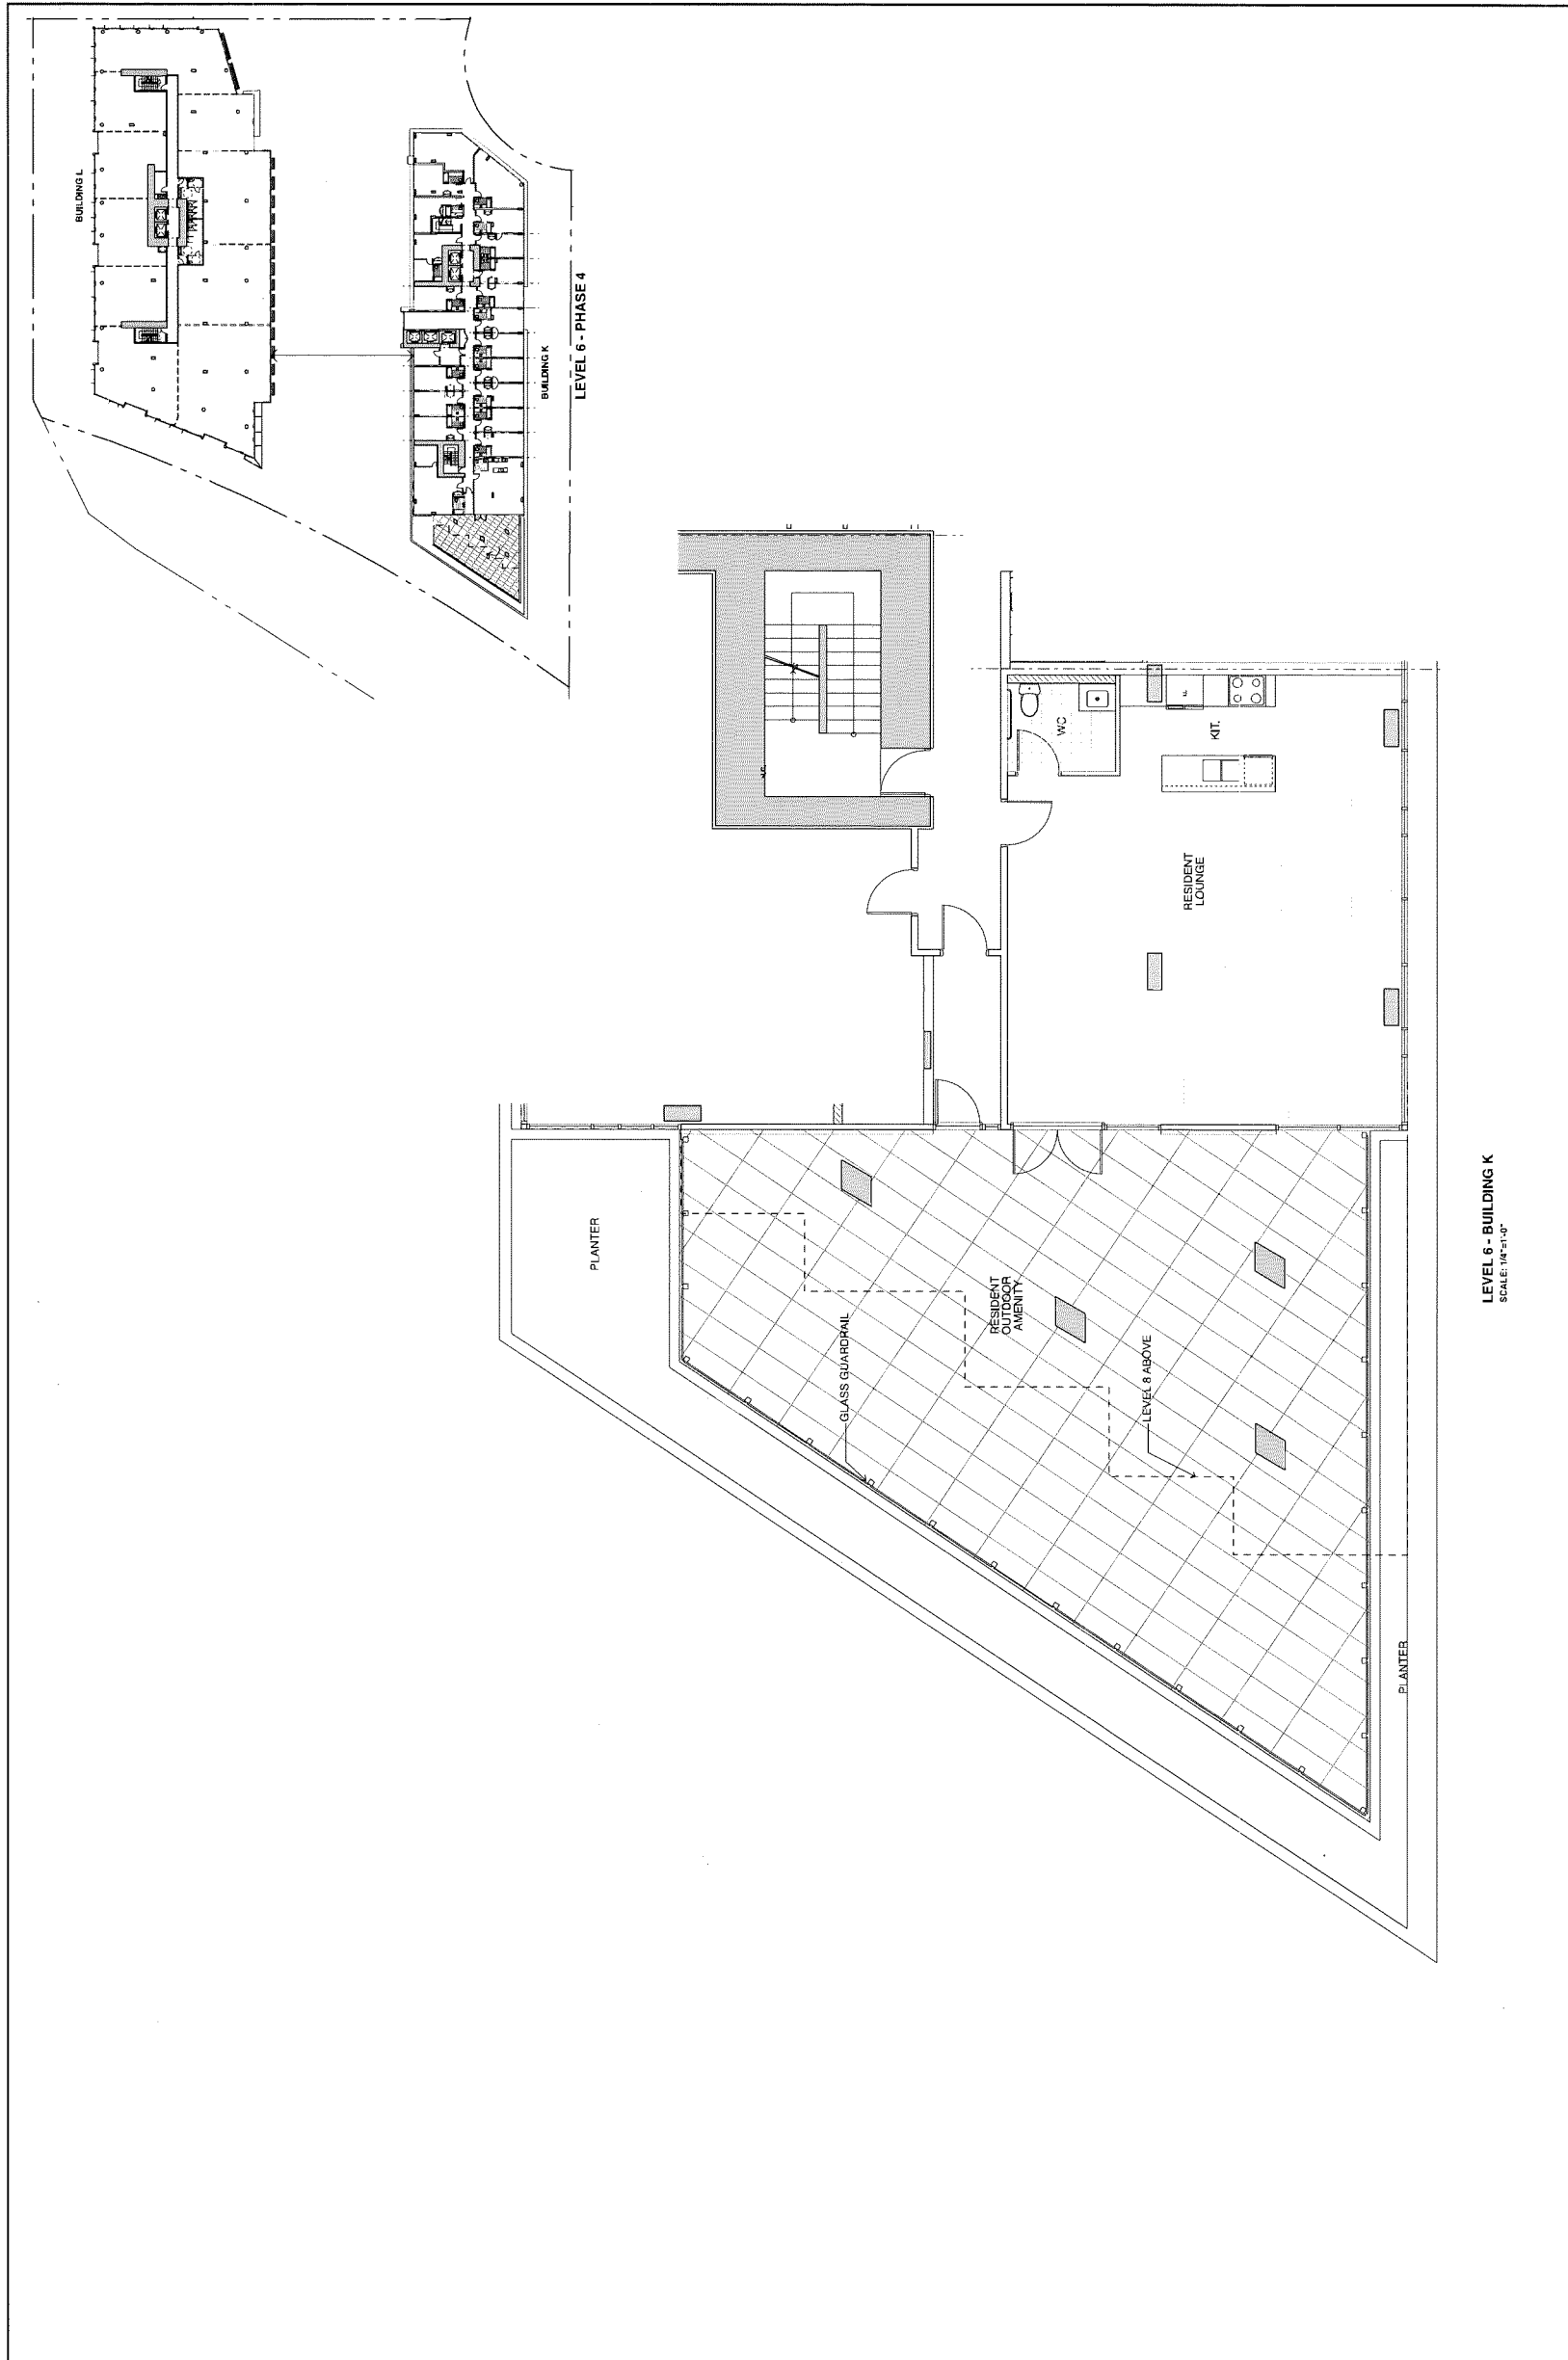 BUILDING L
BUILDING K
LEVEL 6 - PHASE 4
WC
KIT.
RESIDENT
LOUNGE
PLANTER
GLASS GUARDRAIL
RESIDENT
OUTDOOR
AMENITY
LEVEL 8 ABOVE
PLANTER
LEVEL 6 - BUILDING K
SCALE: 1/4"=1'-0"